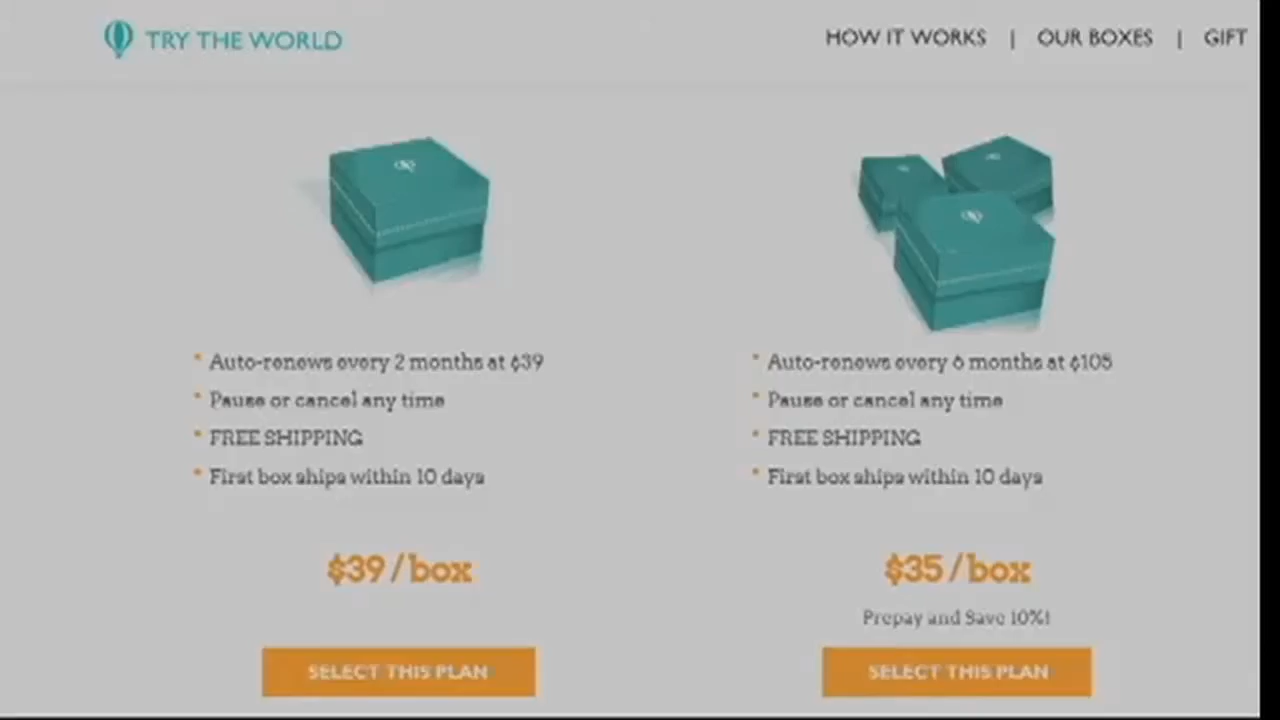 TRY THE WORLD
HOW IT WORKS | OUR BOXES | GIFT
Auto-renews every 2 months at $39
Pause or cancel any time
FREE SHIPPING
First box ships within 10 days
$39/box
SELECT THIS PLAN
Auto-renews every 6 months at $105
Pause or cancel any time
FREE SHIPPING
First box ships within 10 days
$35/box
Prepay and Save 10%!
SELECT THIS PLAN